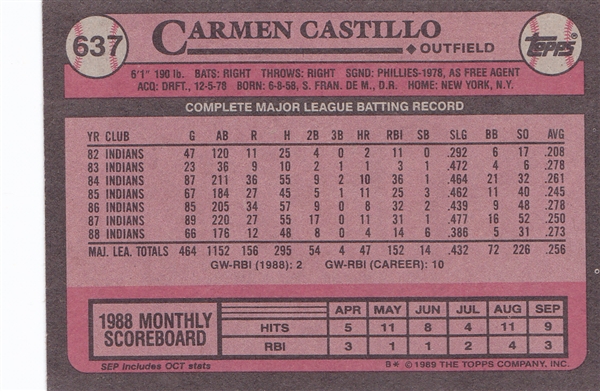 637
CARMEN CASTILLO
OUTFIELD
Topps
6'1" 190 lb. BATS: RIGHT THROWS: RIGHT SGND: PHILLIES-1978, AS FREE AGENT
ACQ: DRFT., 12-5-78 BORN: 6-8-58, S. FRAN. DE M., D.R. HOME: NEW YORK, N.Y.
COMPLETE MAJOR LEAGUE BATTING RECORD
YR CLUB G AB R H 2B 3B HR RBI SB SLG BB SO AVG
82 INDIANS 47 120 11 25 4 0 2 11 0 .292 6 17 .208
83 INDIANS 23 36 9 10 2 1 1 3 1 .472 4 6 .278
84 INDIANS 87 211 36 55 9 2 10 36 1 .464 21 32 .261
85 INDIANS 67 184 27 45 5 1 11 25 3 .462 11 40 .245
86 INDIANS 85 205 34 57 9 0 8 32 2 .439 9 48 .278
87 INDIANS 89 220 27 55 17 0 11 31 1 .477 16 52 .250
88 INDIANS 66 176 12 48 8 0 4 14 6 .386 5 31 .273
MAJ. LEA. TOTALS 464 1152 156 295 54 4 47 152 14 .432 72 226 .256
GW-RBI (1988): 2 GW-RBI (CAREER): 10
1988 MONTHLY
SCOREBOARD
APR MAY JUN JUL AUG SEP
HITS 5 11 8 4 11 9
RBI 3 1 1 2 4 3
SEP includes OCT stats
B* © 1989 THE TOPPS COMPANY, INC.